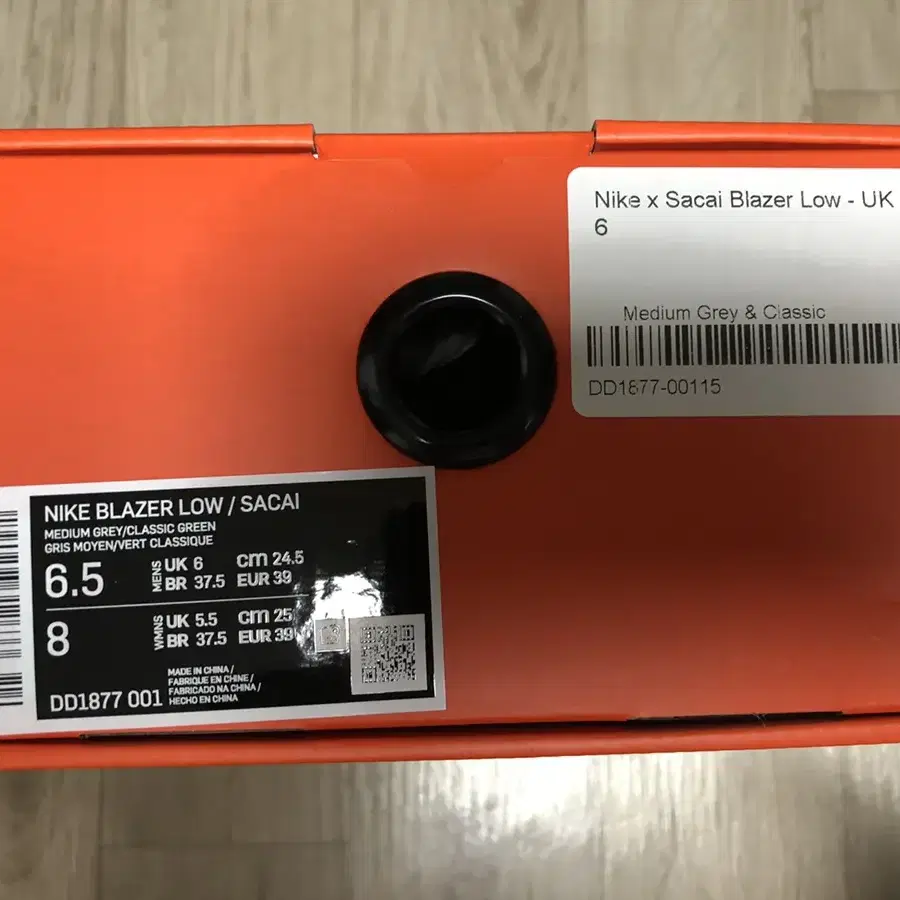 Nike x Sacai Blazer Low - UK
6
Medium Grey & Classic
DD1877-00115
NIKE BLAZER LOW / SACAI
MEDIUM GREY/CLASSIC GREEN
GRIS MOYEN/VERT CLASSIQUE
6.5 MENS UK 6 cm 24.5
BR 37.5 EUR 39
8 WMNS UK 5.5 cm 25
BR 37.5 EUR 39
MADE IN CHINA /
FABRIQUE EN CHINE /
FABRICADO NA CHINA /
HECHO EN CHINA
DD1877 001